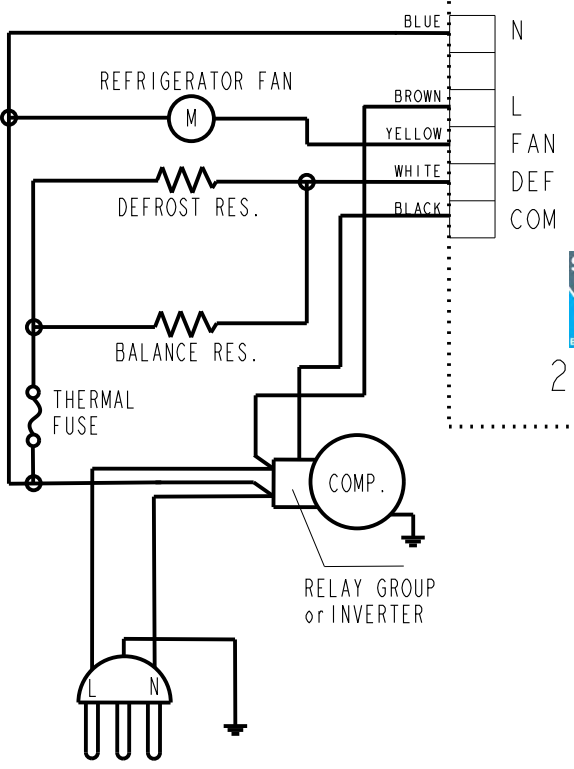 BLUE
N
REFRIGERATOR FAN
BROWN
L
M
YELLOW
FAN
WHITE
DEF
DEFROST RES.
BLACK
COM
BALANCE RES.
2
THERMAL
FUSE
COMP.
RELAY GROUP
or INVERTER
L
N